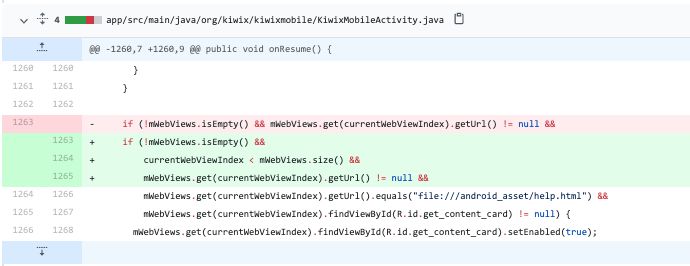 4 app/src/main/java/org/kiwix/kiwixmobile/KiwixMobileActivity.java
@@ -1260,7 +1260,9 @@ public void onResume() {
1260 1260 }
1261 1261 }
1262 1262
1263 - if (!mWebViews.isEmpty() && mWebViews.get(currentWebViewIndex).getUrl() != null &&
1263 + if (!mWebViews.isEmpty() &&
1264 + currentWebViewIndex < mWebViews.size() &&
1265 + mWebViews.get(currentWebViewIndex).getUrl() != null &&
1264 1266 mWebViews.get(currentWebViewIndex).getUrl().equals("file:///android_asset/help.html") &&
1265 1267 mWebViews.get(currentWebViewIndex).findViewById(R.id.get_content_card) != null) {
1266 1268 mWebViews.get(currentWebViewIndex).findViewById(R.id.get_content_card).setEnabled(true);